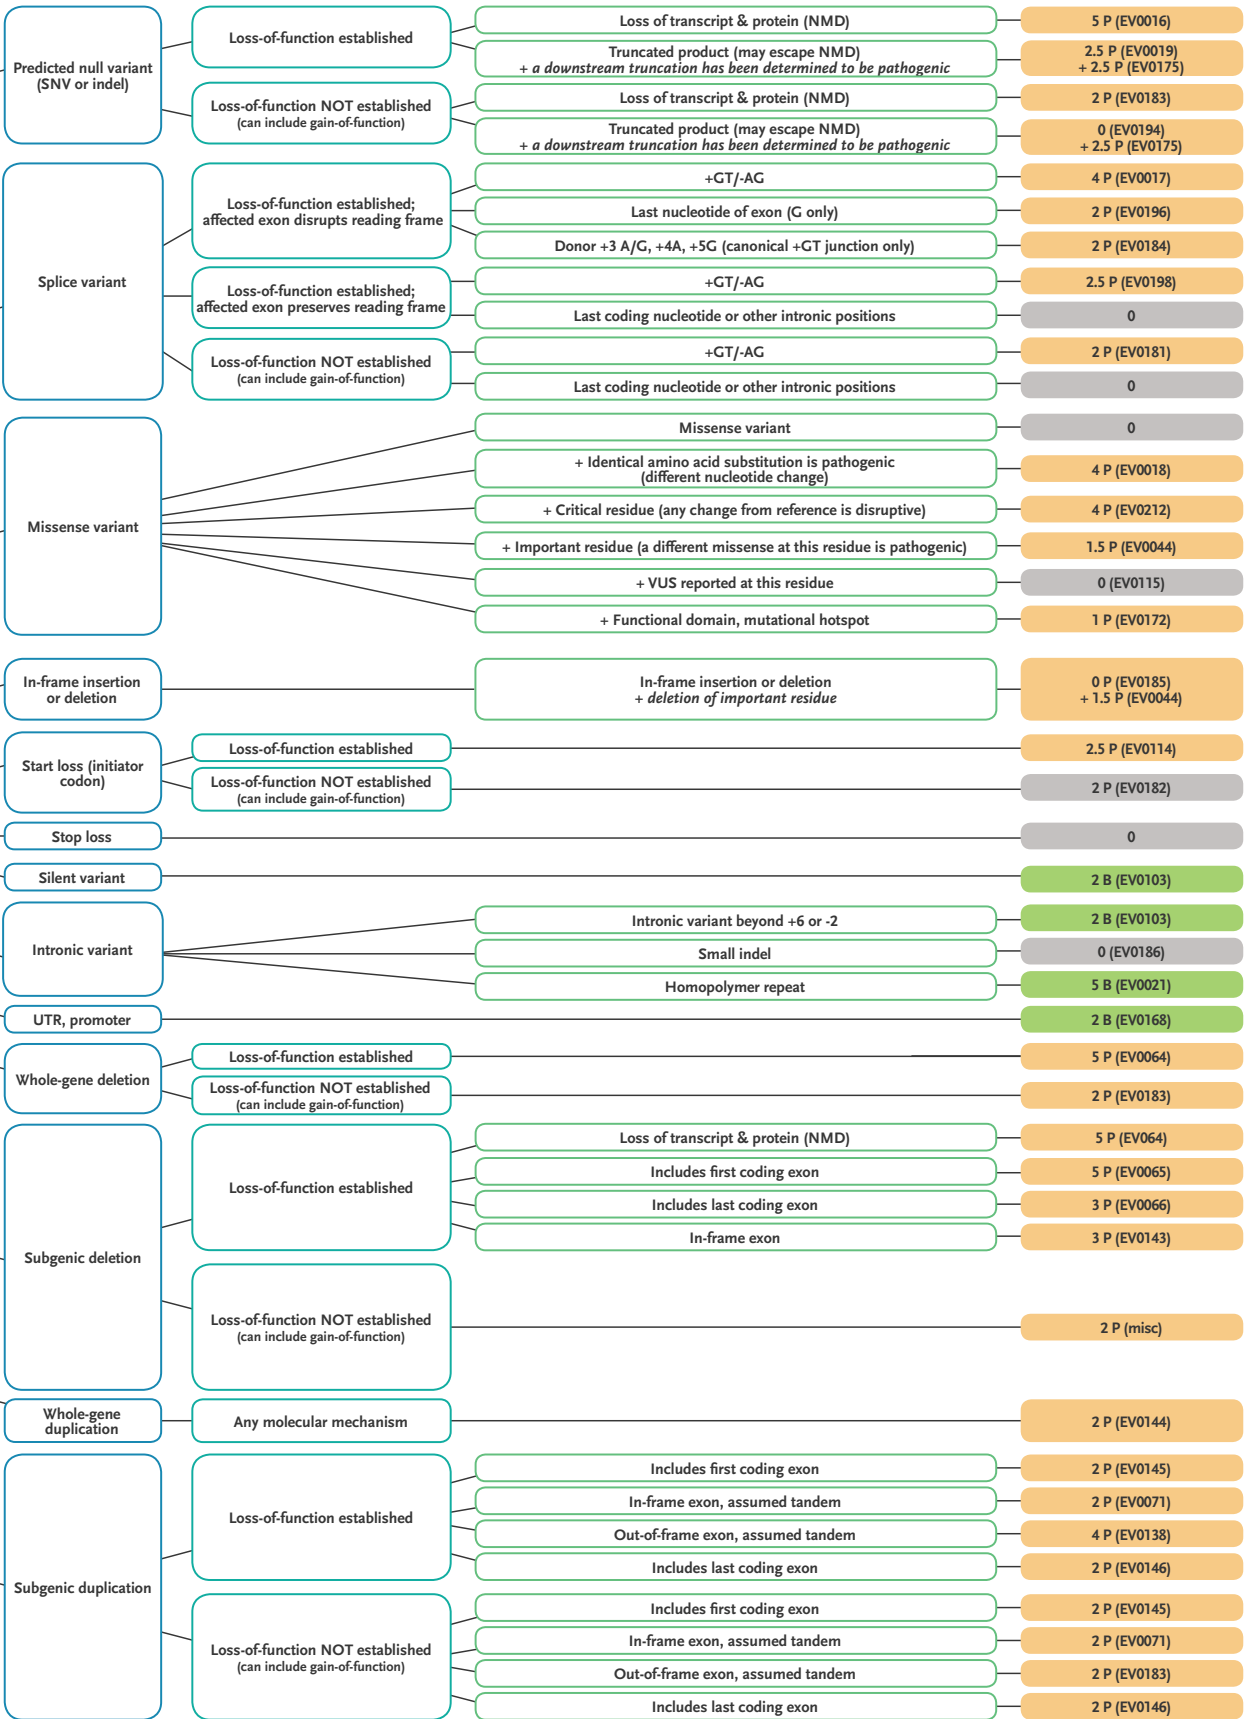 Predicted null variant
(SNV or indel)
Loss-of-function established
Loss of transcript & protein (NMD)
5 P (EV0016)
Truncated product (may escape NMD)
+ a downstream truncation has been determined to be pathogenic
2.5 P (EV0019)
+ 2.5 P (EV0175)
Loss-of-function NOT established
(can include gain-of-function)
Loss of transcript & protein (NMD)
2 P (EV0183)
Truncated product (may escape NMD)
+ a downstream truncation has been determined to be pathogenic
0 (EV0194)
+ 2.5 P (EV0175)
Splice variant
Loss-of-function established;
affected exon disrupts reading frame
+GT/-AG
4 P (EV0017)
Last nucleotide of exon (G only)
2 P (EV0196)
Donor +3 A/G, +4A, +5G (canonical +GT junction only)
2 P (EV0184)
Loss-of-function established;
affected exon preserves reading frame
+GT/-AG
2.5 P (EV0198)
Last coding nucleotide or other intronic positions
0
Loss-of-function NOT established
(can include gain-of-function)
+GT/-AG
2 P (EV0181)
Last coding nucleotide or other intronic positions
0
Missense variant
Missense variant
0
+ Identical amino acid substitution is pathogenic
(different nucleotide change)
4 P (EV0018)
+ Critical residue (any change from reference is disruptive)
4 P (EV0212)
+ Important residue (a different missense at this residue is pathogenic)
1.5 P (EV0044)
+ VUS reported at this residue
0 (EV0115)
+ Functional domain, mutational hotspot
1 P (EV0172)
In-frame insertion
or deletion
In-frame insertion or deletion
+ deletion of important residue
0 P (EV0185)
+ 1.5 P (EV0044)
Start loss (initiator
codon)
Loss-of-function established
2.5 P (EV0114)
Loss-of-function NOT established
(can include gain-of-function)
2 P (EV0182)
Stop loss
0
Silent variant
2 B (EV0103)
Intronic variant
Intronic variant beyond +6 or -2
2 B (EV0103)
Small indel
0 (EV0186)
Homopolymer repeat
5 B (EV0021)
UTR, promoter
2 B (EV0168)
Whole-gene deletion
Loss-of-function established
5 P (EV0064)
Loss-of-function NOT established
(can include gain-of-function)
2 P (EV0183)
Subgenic deletion
Loss-of-function established
Loss of transcript & protein (NMD)
5 P (EV064)
Includes first coding exon
5 P (EV0065)
Includes last coding exon
3 P (EV0066)
In-frame exon
3 P (EV0143)
Loss-of-function NOT established
(can include gain-of-function)
2 P (misc)
Whole-gene
duplication
Any molecular mechanism
2 P (EV0144)
Subgenic duplication
Loss-of-function established
Includes first coding exon
2 P (EV0145)
In-frame exon, assumed tandem
2 P (EV0071)
Out-of-frame exon, assumed tandem
4 P (EV0138)
Includes last coding exon
2 P (EV0146)
Loss-of-function NOT established
(can include gain-of-function)
Includes first coding exon
2 P (EV0145)
In-frame exon, assumed tandem
2 P (EV0071)
Out-of-frame exon, assumed tandem
2 P (EV0183)
Includes last coding exon
2 P (EV0146)